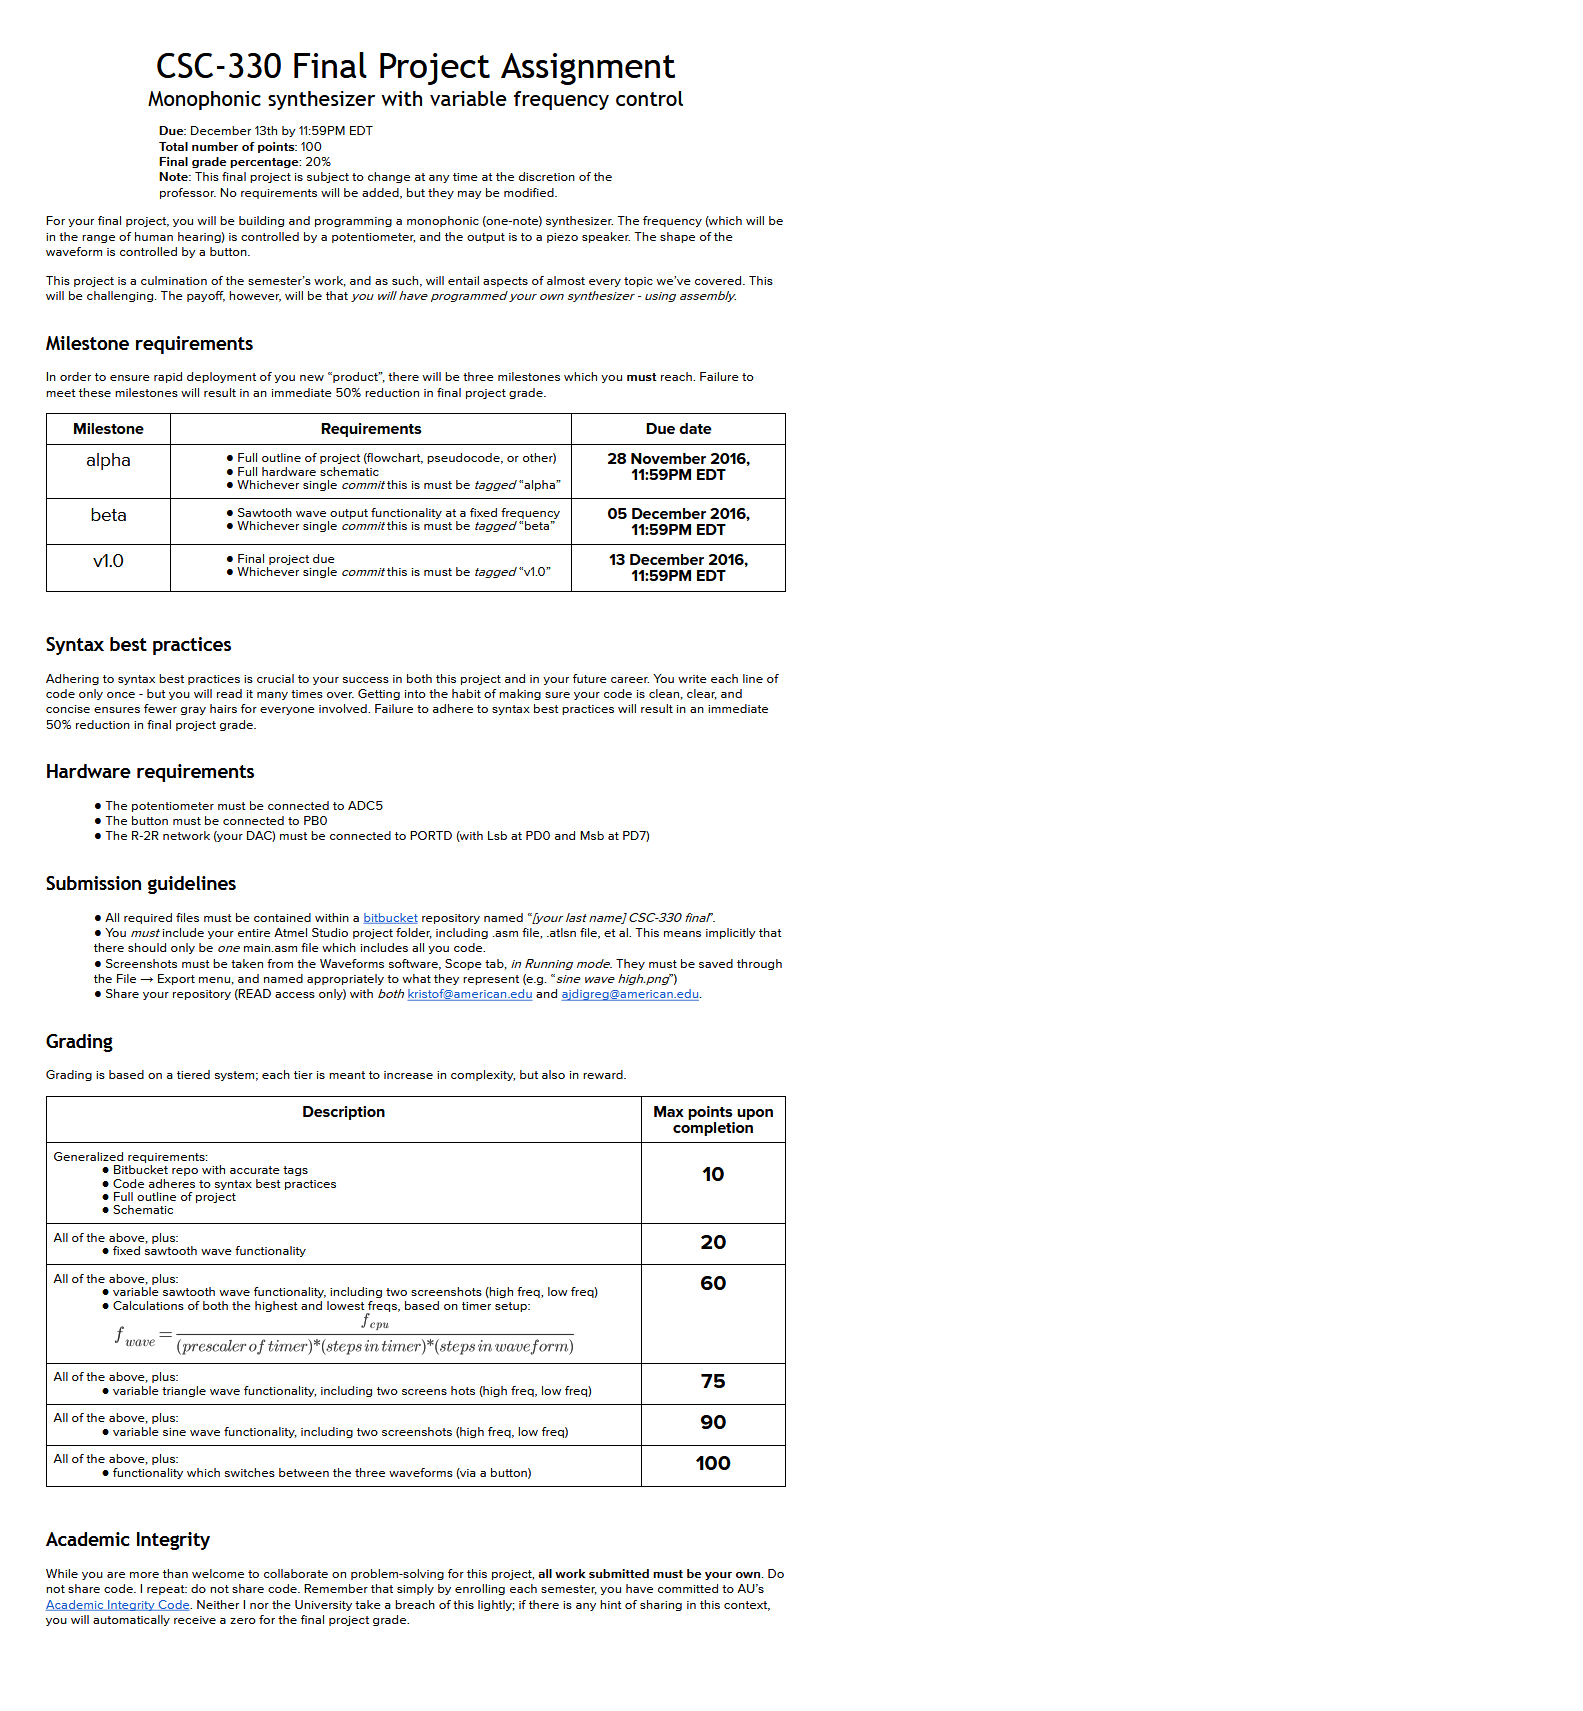 CSC-330 Final Project Assignment
Monophonic synthesizer with variable frequency control
Due: December 13th by 11:59PM EDT
Total number of points: 100
Final grade percentage: 20%
Note: This final project is subject to change at any time at the discretion of the
professor. No requirements will be added, but they may be modified.
For your final project, you will be building and programming a monophonic (one-note) synthesizer. The frequency (which will be
in the range of human hearing) is controlled by a potentiometer, and the output is to a piezo speaker. The shape of the
waveform is controlled by a button.
This project is a culmination of the semester's work, and as such, will entail aspects of almost every topic we've covered. This
will be challenging. The payoff, however, will be that you will have programmed your own synthesizer - using assembly.
Milestone requirements
In order to ensure rapid deployment of you new “product”, there will be three milestones which you must reach. Failure to
meet these milestones will result in an immediate 50% reduction in final project grade.
Milestone Requirements Due date
alpha
● Full outline of project (flowchart, pseudocode, or other)
● Full hardware schematic
● Whichever single commit this is must be tagged “alpha”
28 November 2016,
11:59PM EDT
beta
● Sawtooth wave output functionality at a fixed frequency
● Whichever single commit this is must be tagged “beta”
05 December 2016,
11:59PM EDT
v1.0
● Final project due
● Whichever single commit this is must be tagged “v1.0”
13 December 2016,
11:59PM EDT
Syntax best practices
Adhering to syntax best practices is crucial to your success in both this project and in your future career. You write each line of
code only once - but you will read it many times over. Getting into the habit of making sure your code is clean, clear, and
concise ensures fewer gray hairs for everyone involved. Failure to adhere to syntax best practices will result in an immediate
50% reduction in final project grade.
Hardware requirements
● The potentiometer must be connected to ADC5
● The button must be connected to PB0
● The R-2R network (your DAC) must be connected to PORTD (with Lsb at PD0 and Msb at PD7)
Submission guidelines
● All required files must be contained within a bitbucket repository named “[your last name] CSC-330 final”.
● You must include your entire Atmel Studio project folder, including .asm file, .atlsn file, et al. This means implicitly that
there should only be one main.asm file which includes all you code.
● Screenshots must be taken from the Waveforms software, Scope tab, in Running mode. They must be saved through
the File → Export menu, and named appropriately to what they represent (e.g. “sine wave high.png”)
● Share your repository (READ access only) with both kristof@american.edu and ajdigreg@american.edu.
Grading
Grading is based on a tiered system; each tier is meant to increase in complexity, but also in reward.
Description
Max points upon
completion
Generalized requirements:
● Bitbucket repo with accurate tags
● Code adheres to syntax best practices
● Full outline of project
● Schematic
10
All of the above, plus:
● fixed sawtooth wave functionality
20
All of the above, plus:
● variable sawtooth wave functionality, including two screenshots (high freq, low freq)
● Calculations of both the highest and lowest freqs, based on timer setup:
f wave = f cpu / (prescaler of timer)*(steps in timer)*(steps in waveform)
60
All of the above, plus:
● variable triangle wave functionality, including two screens hots (high freq, low freq)
75
All of the above, plus:
● variable sine wave functionality, including two screenshots (high freq, low freq)
90
All of the above, plus:
● functionality which switches between the three waveforms (via a button)
100
Academic Integrity
While you are more than welcome to collaborate on problem-solving for this project, all work submitted must be your own. Do
not share code. I repeat: do not share code. Remember that simply by enrolling each semester, you have committed to AU's
Academic Integrity Code. Neither I nor the University take a breach of this lightly; if there is any hint of sharing in this context,
you will automatically receive a zero for the final project grade.